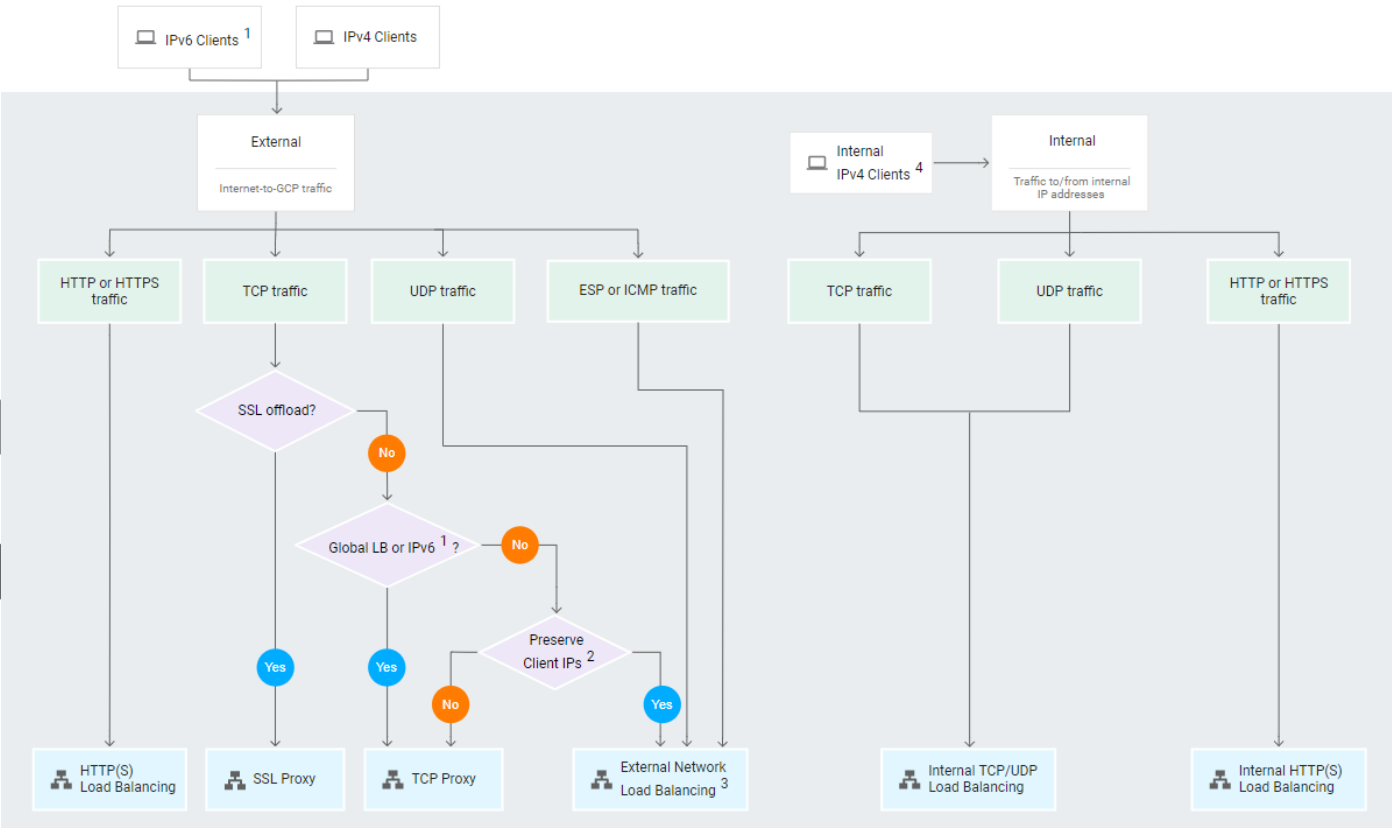 IPv6 Clients 1
IPv4 Clients
External
Internet-to-GCP traffic
Internal
IPv4 Clients 4
Internal
Traffic to/from internal
IP addresses
HTTP or HTTPS
traffic
TCP traffic
UDP traffic
ESP or ICMP traffic
TCP traffic
UDP traffic
HTTP or HTTPS
traffic
SSL offload?
No
Global LB or IPv6 1 ?
No
Preserve
Client IPs 2
Yes
Yes
No
Yes
HTTP(S)
Load Balancing
SSL Proxy
TCP Proxy
External Network
Load Balancing 3
Internal TCP/UDP
Load Balancing
Internal HTTP(S)
Load Balancing